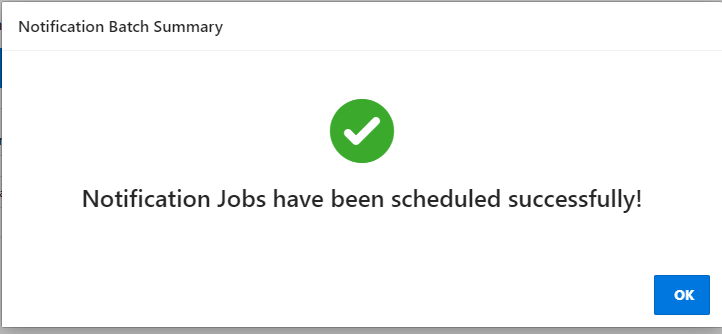 Notification Batch Summary
Notification Jobs have been scheduled successfully!
OK